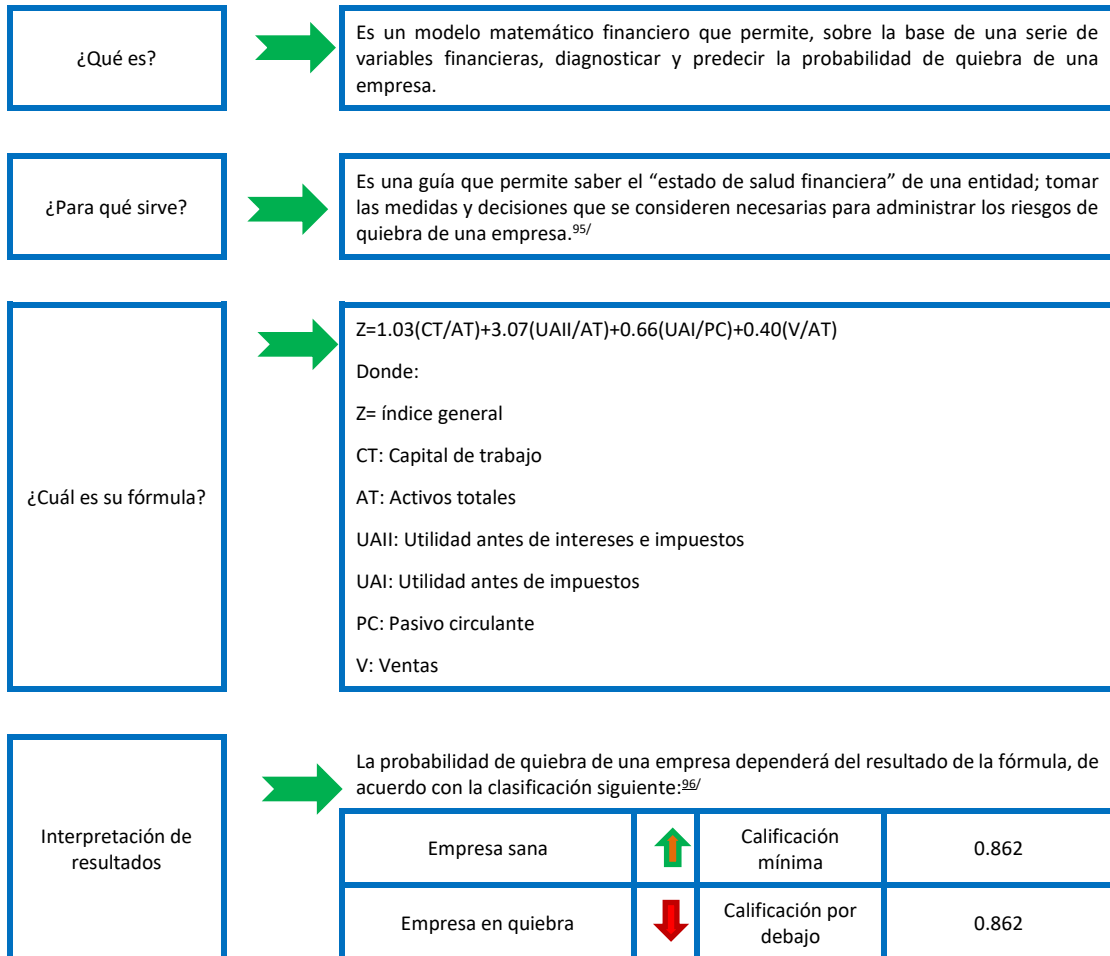 ¿Qué es?
Es un modelo matemático financiero que permite, sobre la base de una serie de
variables financieras, diagnosticar y predecir la probabilidad de quiebra de una
empresa.
¿Para qué sirve?
Es una guía que permite saber el “estado de salud financiera” de una entidad; tomar
las medidas y decisiones que se consideren necesarias para administrar los riesgos de
quiebra de una empresa.95/
¿Cuál es su fórmula?
Z=1.03(CT/AT)+3.07(UAII/AT)+0.66(UAI/PC)+0.40(V/AT)
Donde:
Z= índice general
CT: Capital de trabajo
AT: Activos totales
UAII: Utilidad antes de intereses e impuestos
UAI: Utilidad antes de impuestos
PC: Pasivo circulante
V: Ventas
Interpretación de
resultados
La probabilidad de quiebra de una empresa dependerá del resultado de la fórmula, de
acuerdo con la clasificación siguiente:96/
Empresa sana
Calificación
mínima
0.862
Empresa en quiebra
Calificación por
debajo
0.862